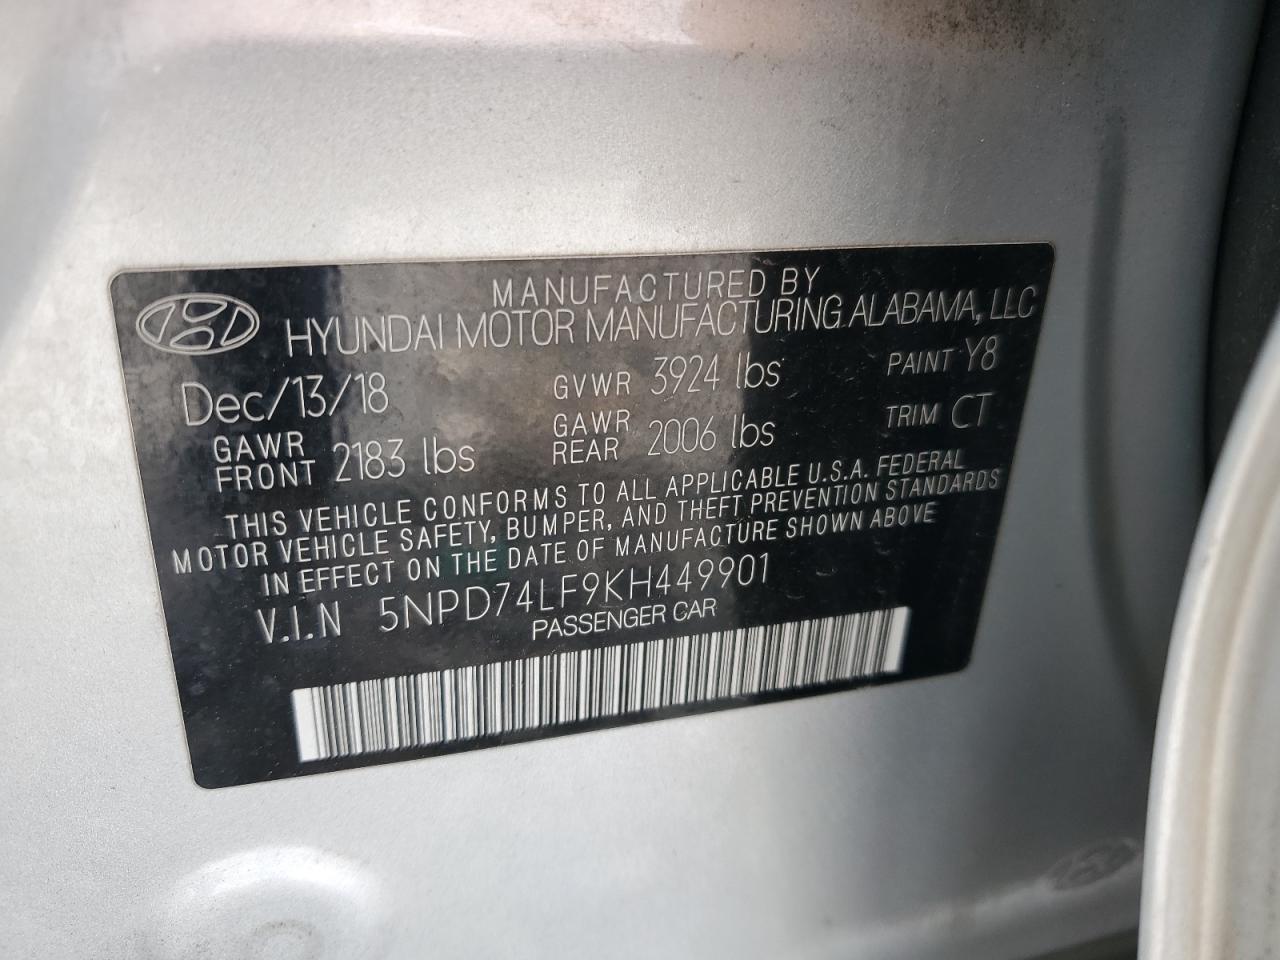 MANUFACTURED BY
HYUNDAI MOTOR MANUFACTURING ALABAMA, LLC
Dec/13/18 GVWR 3924 lbs PAINT Y8
GAWR FRONT 2183 lbs GAWR REAR 2006 lbs TRIM CT
THIS VEHICLE CONFORMS TO ALL APPLICABLE U.S.A. FEDERAL
MOTOR VEHICLE SAFETY, BUMPER, AND THEFT PREVENTION STANDARDS
IN EFFECT ON THE DATE OF MANUFACTURE SHOWN ABOVE
V.I.N 5NPD74LF9KH449901
PASSENGER CAR